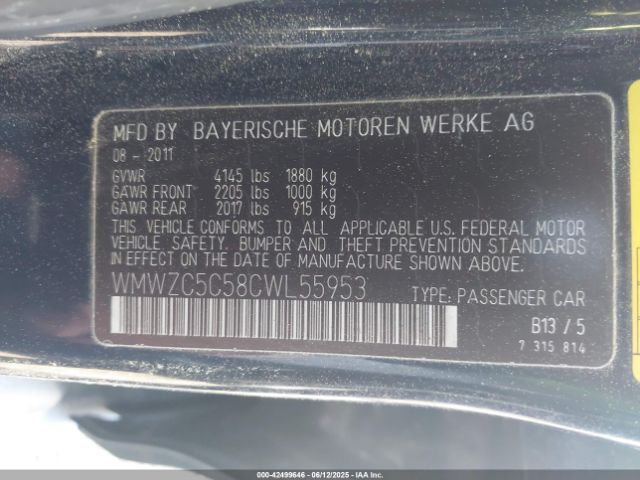 MFD BY BAYERISCHE MOTOREN WERKE AG
08 - 2011
GVWR 4145 lbs 1880 kg
GAWR FRONT 2205 lbs 1000 kg
GAWR REAR 2017 lbs 915 kg
THIS VEHICLE CONFORMS TO ALL APPLICABLE U.S. FEDERAL MOTOR
VEHICLE SAFETY, BUMPER AND THEFT PREVENTION STANDARDS
IN EFFECT ON THE DATE OF MANUFACTURE SHOWN ABOVE.
WMWZC5C58CWL55953 TYPE: PASSENGER CAR
B13 / 5
7 315 814
000-42499646 - 06/12/2025 - IAAI.COM